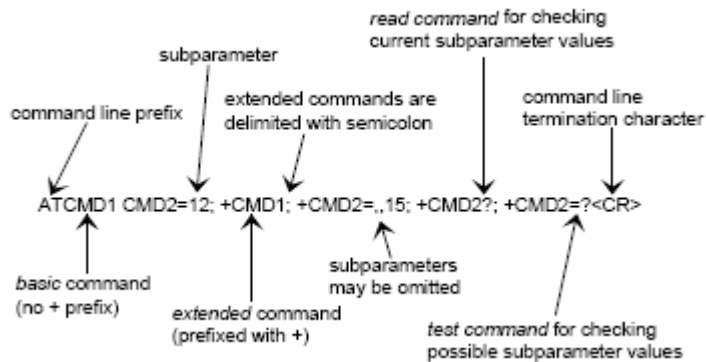 read command for checking
current subparameter values
subparameter
extended commands are
delimited with semicolon
command line
termination character
command line prefix
ATCMD1 CMD2=12; +CMD1; +CMD2=,,15; +CMD2?; +CMD2=?<CR>
basic command
(no + prefix)
extended command
(prefixed with +)
subparameters
may be omitted
test command for checking
possible subparameter values